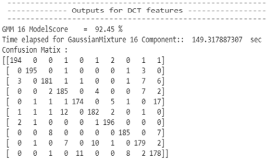 -----------------------------------------------------------
Outputs for DCT features
-----------------------------------------------------------
GMM 16 ModelScore = 92.45 %
Time elapsed for GaussianMixture 16 Component:: 149.317887307 sec
Confusion Matix :
[[194 0 0 1 0 1 2 0 1 1]
[ 0 195 0 1 0 0 0 1 3 0]
[ 3 0 181 1 1 0 0 1 7 6]
[ 0 0 2 185 0 4 0 0 7 2]
[ 0 1 1 1 174 0 5 1 0 17]
[ 1 1 1 12 0 182 2 0 1 0]
[ 2 1 0 0 0 1 196 0 0 0]
[ 0 0 8 0 0 0 0 185 0 7]
[ 0 1 0 7 0 10 1 0 179 2]
[ 0 0 1 0 11 0 0 8 2 178]]